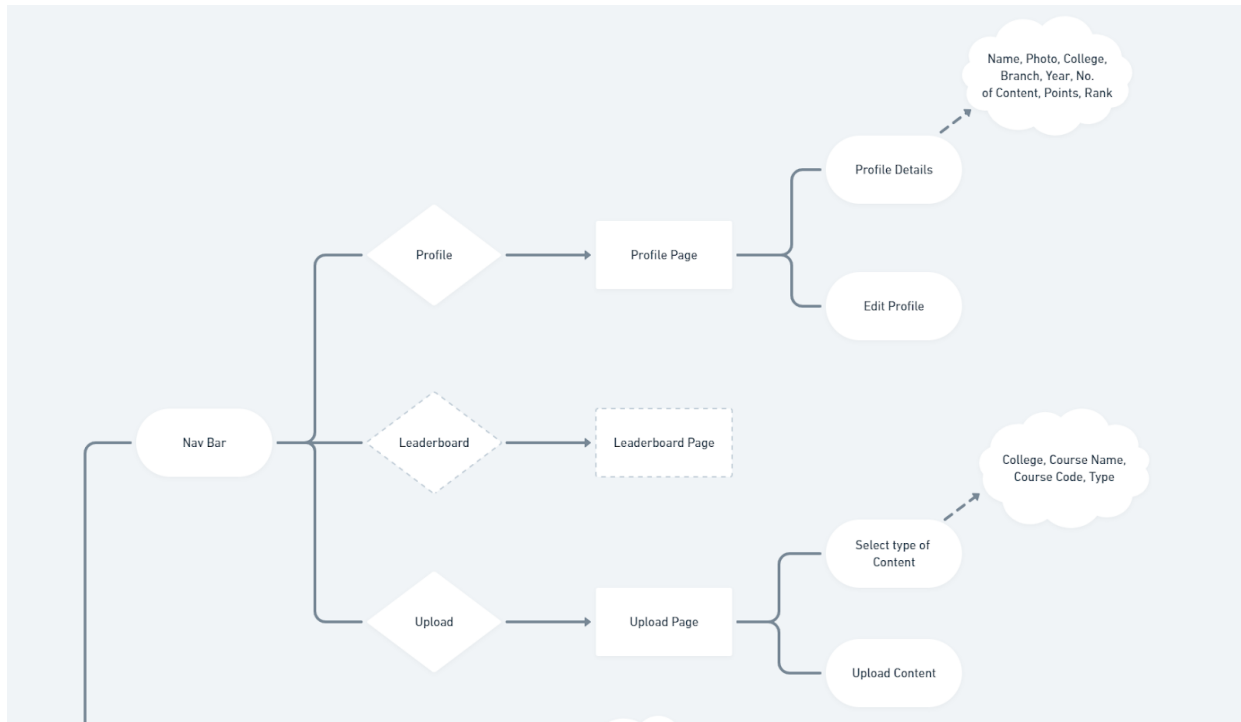 Name, Photo, College,
Branch, Year, No.
of Content, Points, Rank
Profile Details
Profile
Profile Page
Edit Profile
Nav Bar
Leaderboard
Leaderboard Page
College, Course Name,
Course Code, Type
Select type of
Content
Upload
Upload Page
Upload Content